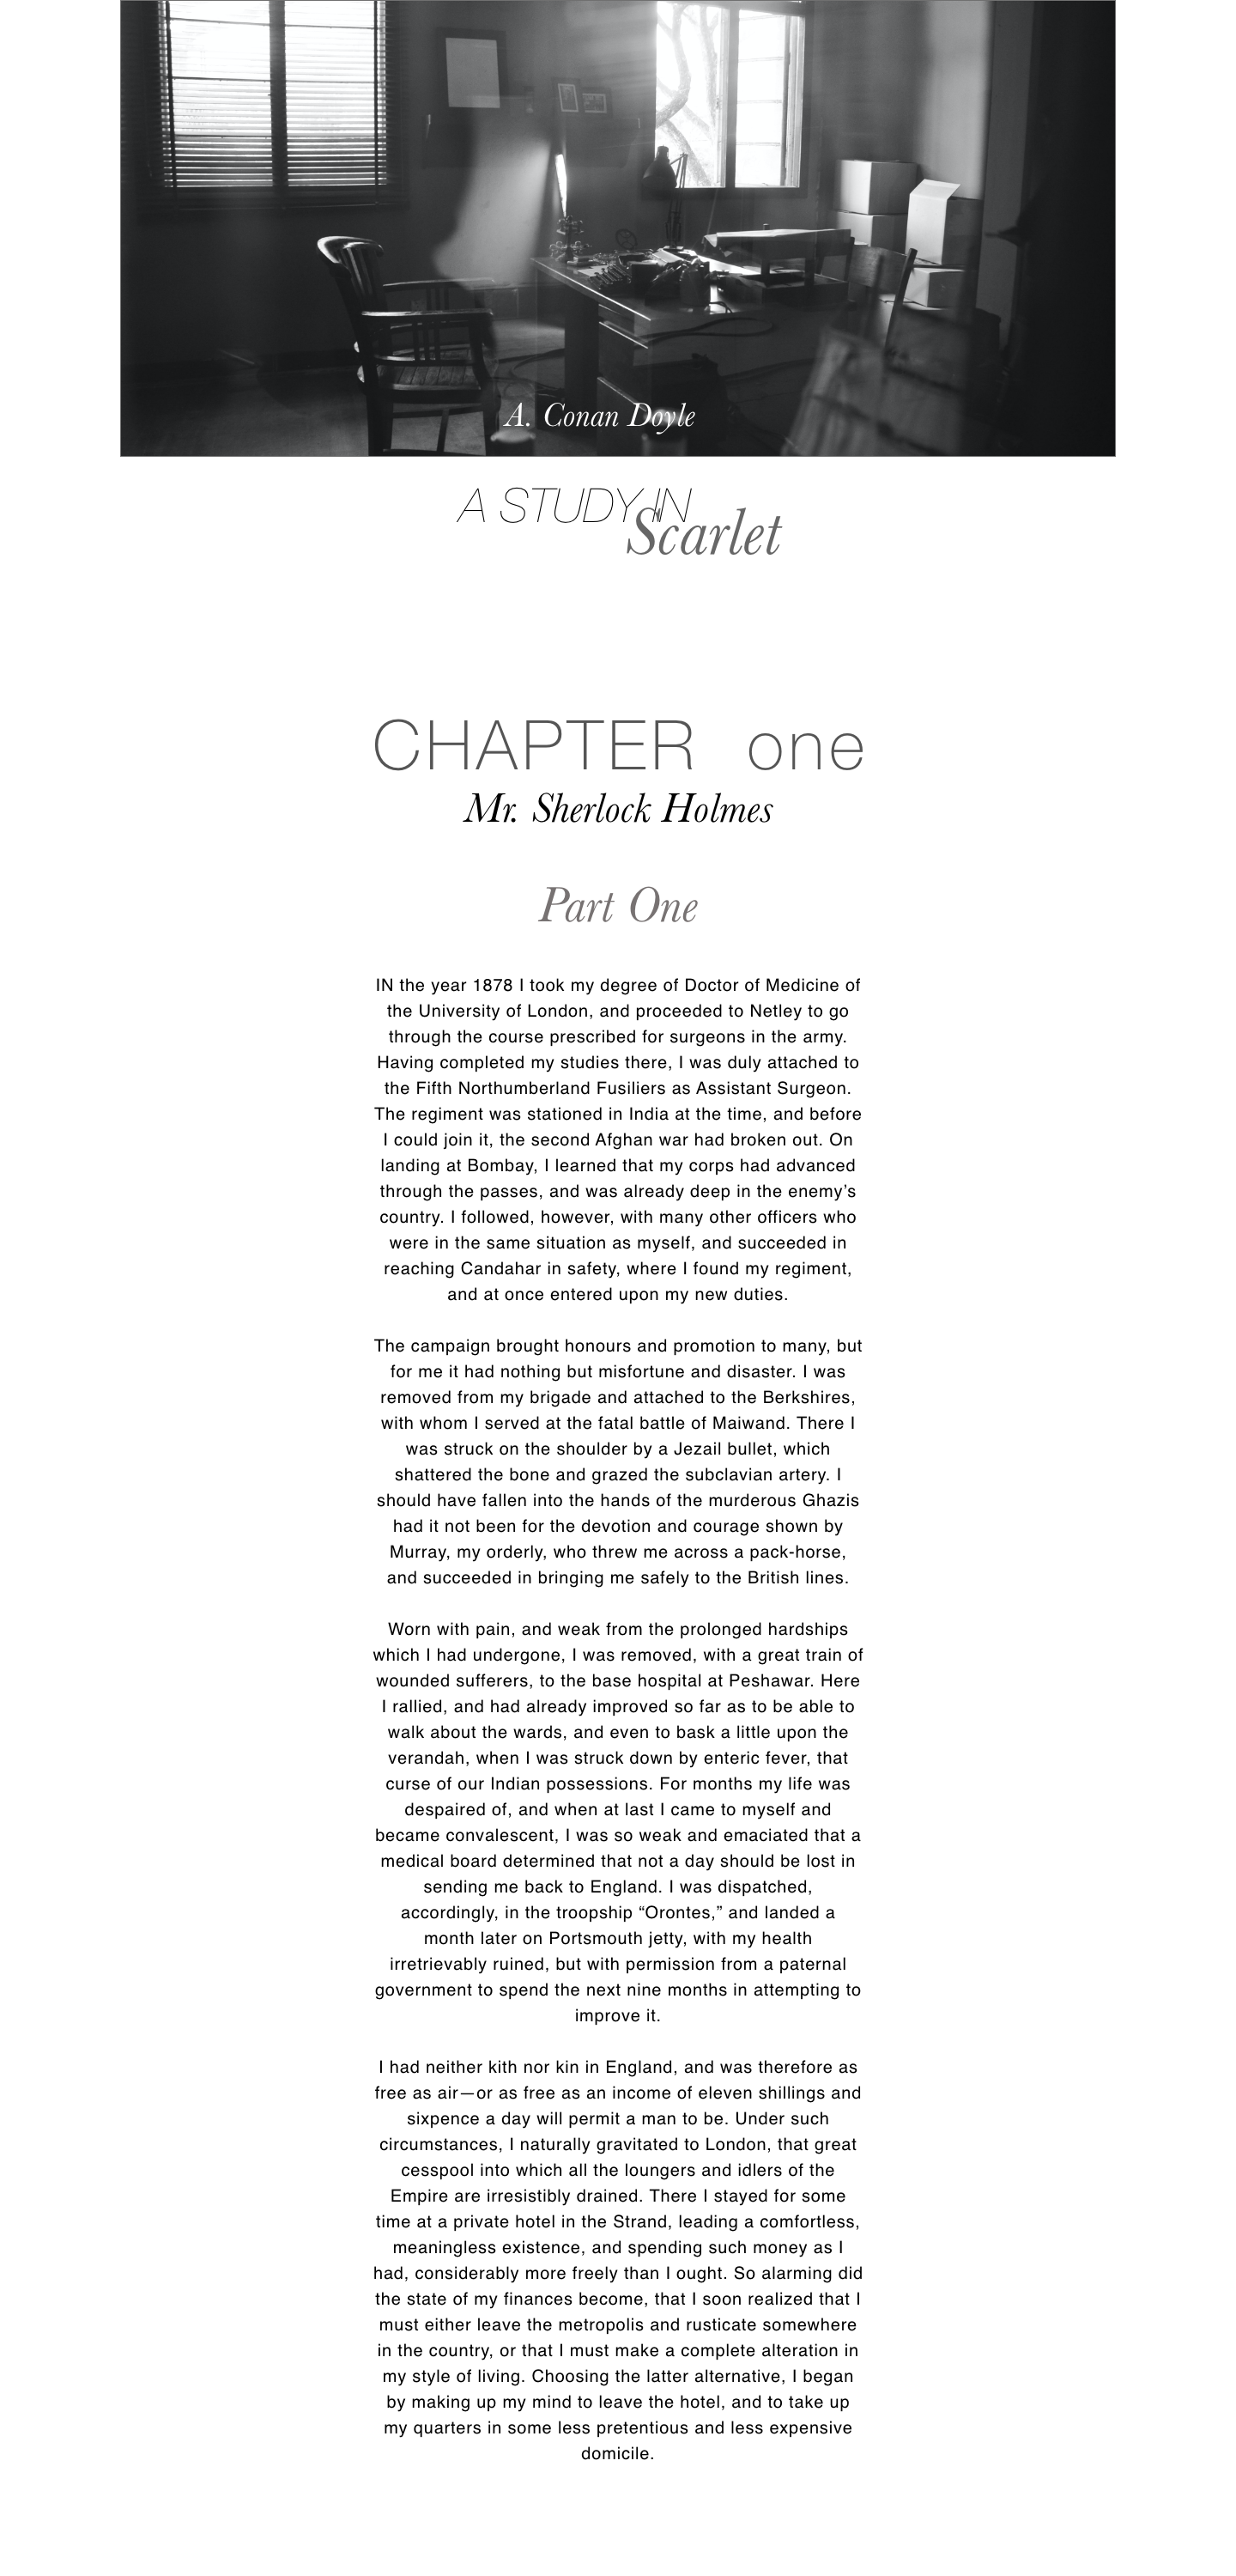 A. Conan Doyle
A STUDY IN
Scarlet
CHAPTER one
Mr. Sherlock Holmes
Part One
IN the year 1878 I took my degree of Doctor of Medicine of
the University of London, and proceeded to Netley to go
through the course prescribed for surgeons in the army.
Having completed my studies there, I was duly attached to
the Fifth Northumberland Fusiliers as Assistant Surgeon.
The regiment was stationed in India at the time, and before
I could join it, the second Afghan war had broken out. On
landing at Bombay, I learned that my corps had advanced
through the passes, and was already deep in the enemy’s
country. I followed, however, with many other officers who
were in the same situation as myself, and succeeded in
reaching Candahar in safety, where I found my regiment,
and at once entered upon my new duties.
The campaign brought honours and promotion to many, but
for me it had nothing but misfortune and disaster. I was
removed from my brigade and attached to the Berkshires,
with whom I served at the fatal battle of Maiwand. There I
was struck on the shoulder by a Jezail bullet, which
shattered the bone and grazed the subclavian artery. I
should have fallen into the hands of the murderous Ghazis
had it not been for the devotion and courage shown by
Murray, my orderly, who threw me across a pack-horse,
and succeeded in bringing me safely to the British lines.
Worn with pain, and weak from the prolonged hardships
which I had undergone, I was removed, with a great train of
wounded sufferers, to the base hospital at Peshawar. Here
I rallied, and had already improved so far as to be able to
walk about the wards, and even to bask a little upon the
verandah, when I was struck down by enteric fever, that
curse of our Indian possessions. For months my life was
despaired of, and when at last I came to myself and
became convalescent, I was so weak and emaciated that a
medical board determined that not a day should be lost in
sending me back to England. I was dispatched,
accordingly, in the troopship “Orontes,” and landed a
month later on Portsmouth jetty, with my health
irretrievably ruined, but with permission from a paternal
government to spend the next nine months in attempting to
improve it.
I had neither kith nor kin in England, and was therefore as
free as air—or as free as an income of eleven shillings and
sixpence a day will permit a man to be. Under such
circumstances, I naturally gravitated to London, that great
cesspool into which all the loungers and idlers of the
Empire are irresistibly drained. There I stayed for some
time at a private hotel in the Strand, leading a comfortless,
meaningless existence, and spending such money as I
had, considerably more freely than I ought. So alarming did
the state of my finances become, that I soon realized that I
must either leave the metropolis and rusticate somewhere
in the country, or that I must make a complete alteration in
my style of living. Choosing the latter alternative, I began
by making up my mind to leave the hotel, and to take up
my quarters in some less pretentious and less expensive
domicile.